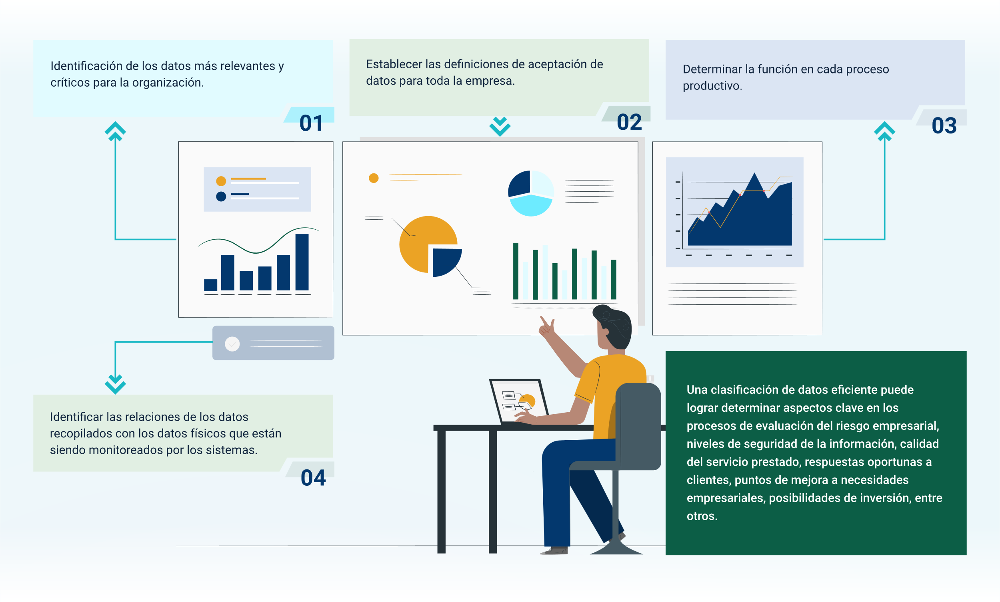 Identificación de los datos más relevantes y
críticos para la organización.
01
Establecer las definiciones de aceptación de
datos para toda la empresa.
02
Determinar la función en cada proceso
productivo.
03
Identificar las relaciones de los datos
recopilados con los datos físicos que están
siendo monitoreados por los sistemas.
04
Una clasificación de datos eficiente puede
lograr determinar aspectos clave en los
procesos de evaluación del riesgo empresarial,
niveles de seguridad de la información, calidad
del servicio prestado, respuestas oportunas a
clientes, puntos de mejora a necesidades
empresariales, posibilidades de inversión, entre
otros.